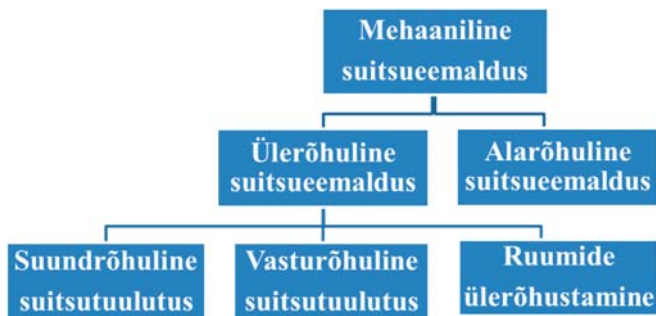 Mehaaniline
suitsueemaldus
Ülerõhuline
suitsueemaldus
Alarõhuline
suitsueemaldus
Suundrõhuline
suitsutuulutus
Vasturõhuline
suitsutuulutus
Ruumide
ülerõhustamine